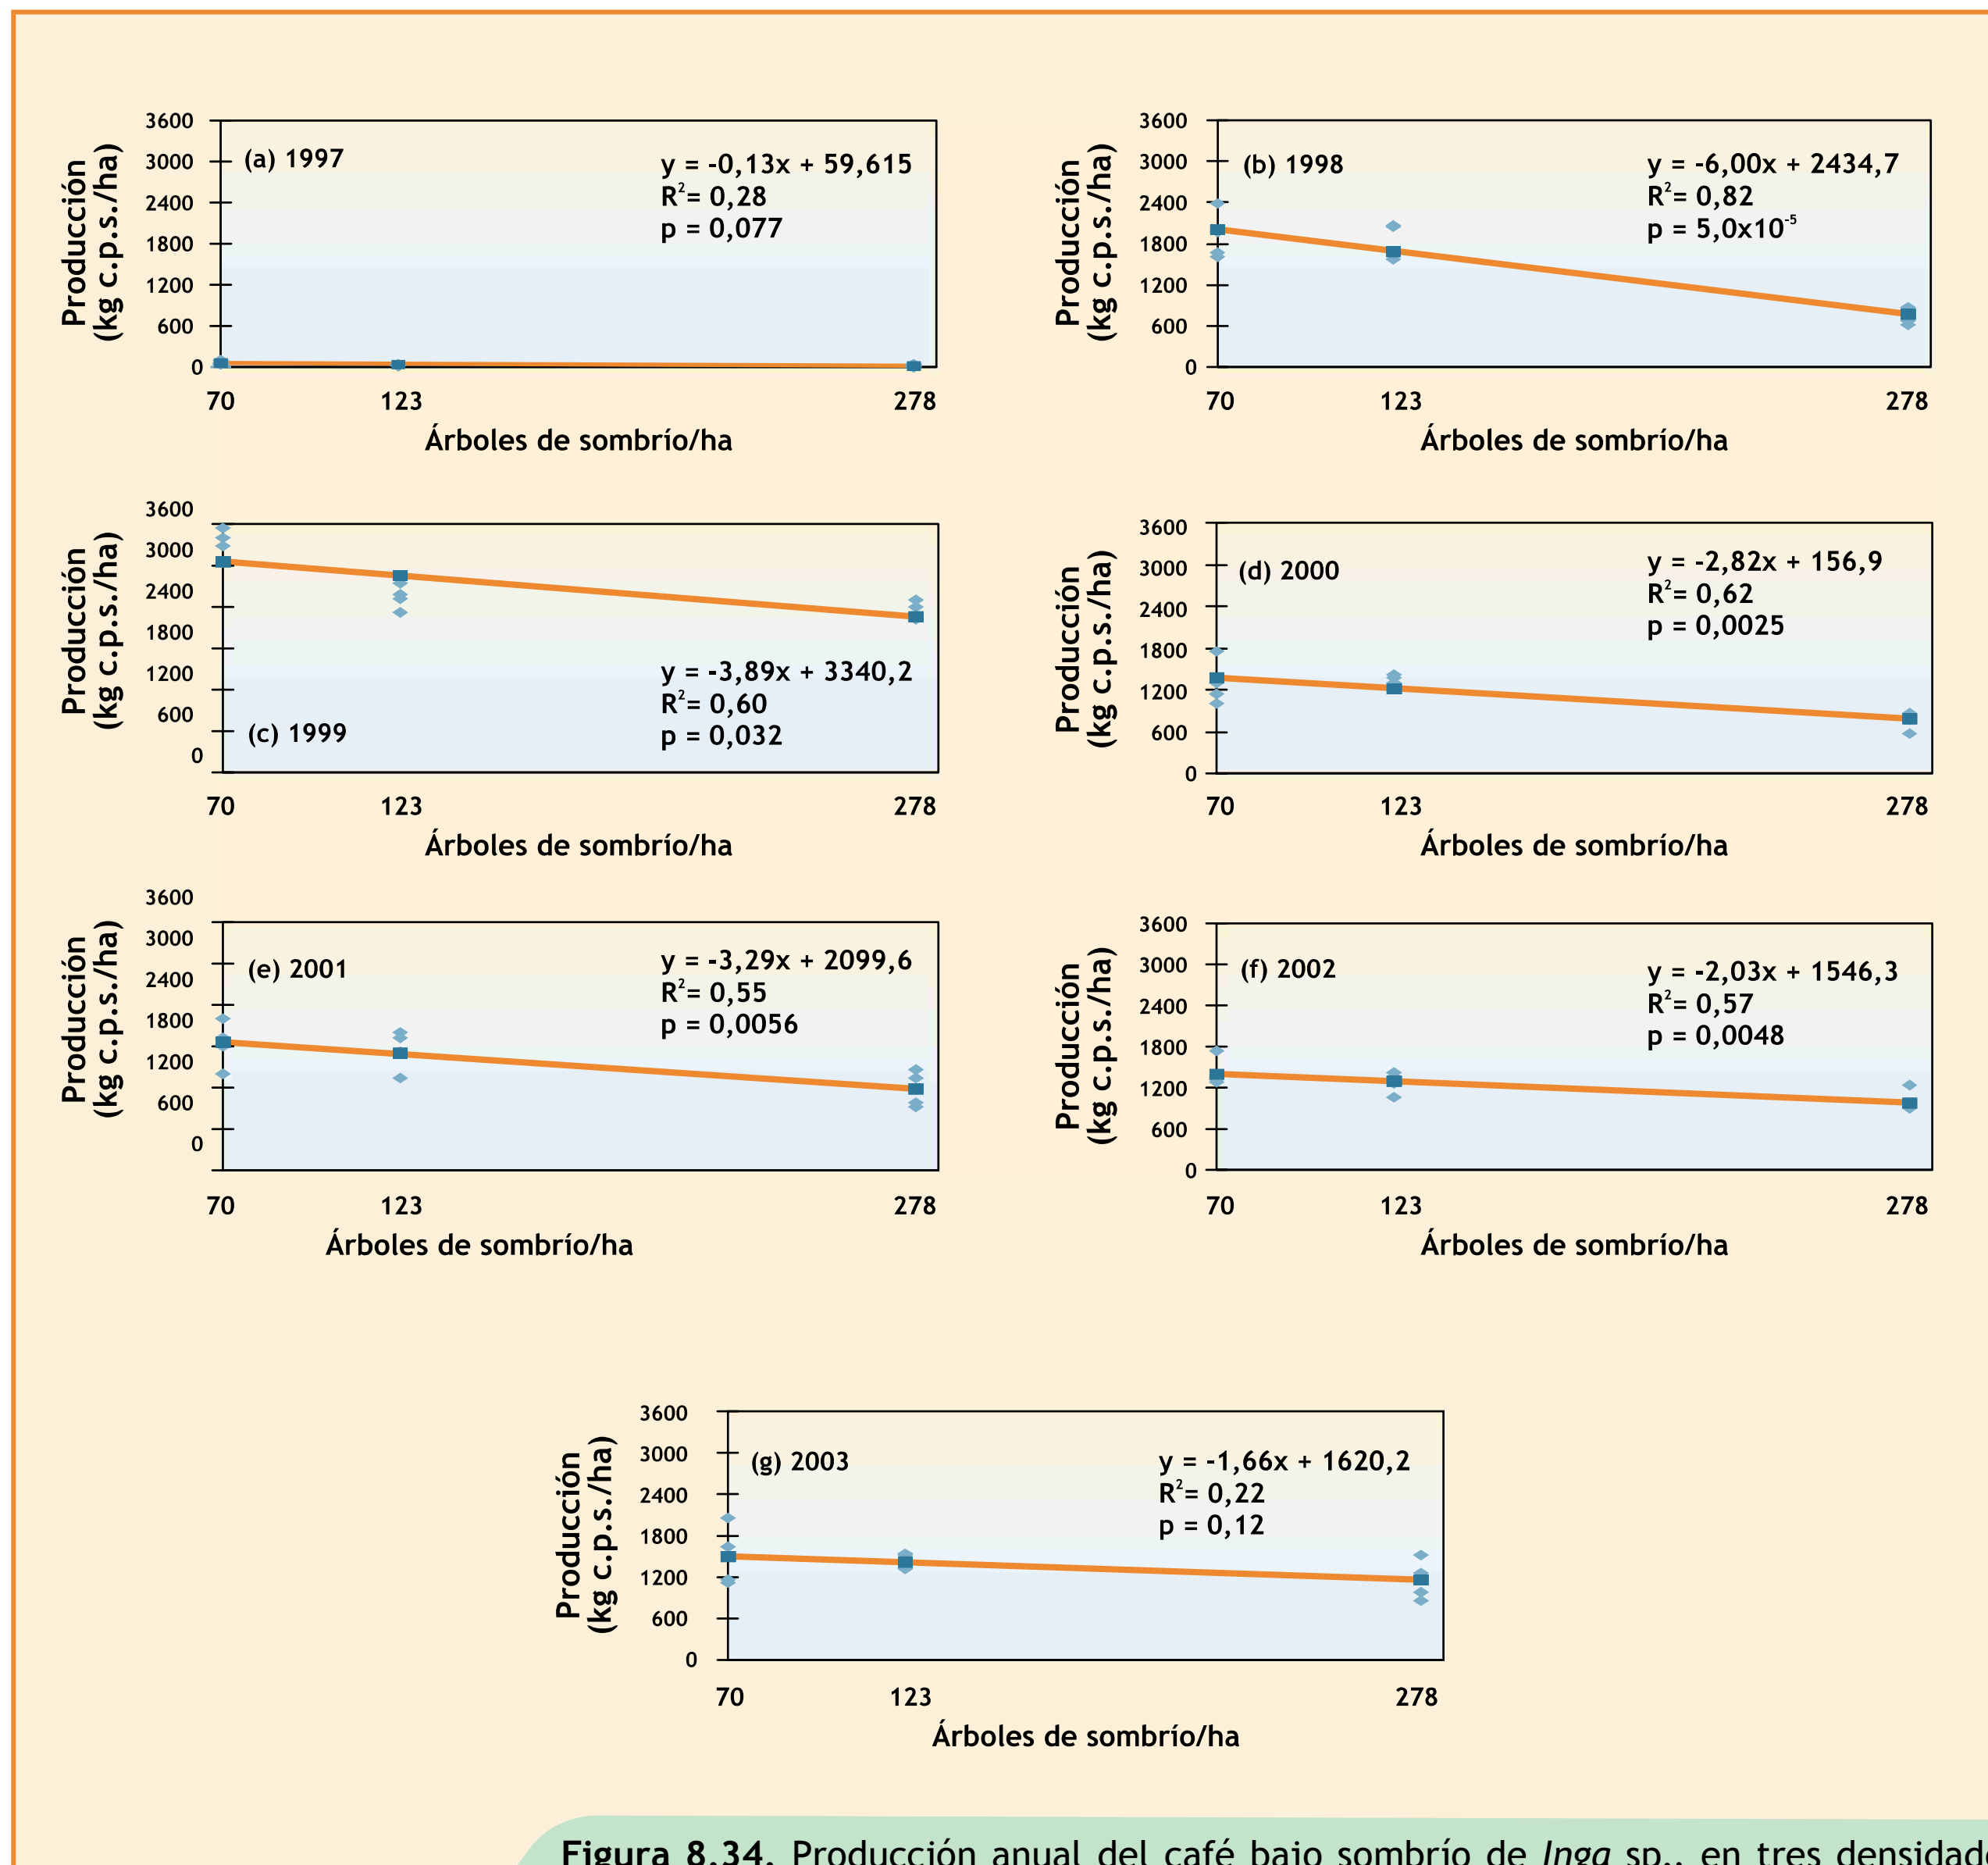 Producción
(kg c.p.s./ha)
3600
3000
2400
1800
1200
600
0
(a) 1997
y = -0,13x + 59,615
R²= 0,28
p = 0,077
70 123 278
Árboles de sombrío/ha
Producción
(kg c.p.s./ha)
3600
3000
2400
1800
1200
600
0
(b) 1998
y = -6,00x + 2434,7
R²= 0,82
p = 5,0x10⁻⁵
70 123 278
Árboles de sombrío/ha
Producción
(kg c.p.s./ha)
3600
3000
2400
1800
1200
600
0
y = -3,89x + 3340,2
R²= 0,60
p = 0,032
(c) 1999
70 123 278
Árboles de sombrío/ha
Producción
(kg c.p.s./ha)
3600
3000
2400
1800
1200
600
0
(d) 2000
y = -2,82x + 156,9
R²= 0,62
p = 0,0025
70 123 278
Árboles de sombrío/ha
Producción
(kg c.p.s./ha)
3600
3000
2400
1800
1200
600
0
(e) 2001
y = -3,29x + 2099,6
R²= 0,55
p = 0,0056
70 123 278
Árboles de sombrío/ha
Producción
(kg c.p.s./ha)
3600
3000
2400
1800
1200
600
0
(f) 2002
y = -2,03x + 1546,3
R²= 0,57
p = 0,0048
70 123 278
Árboles de sombrío/ha
Producción
(kg c.p.s./ha)
3600
3000
2400
1800
1200
600
0
(g) 2003
y = -1,66x + 1620,2
R²= 0,22
p = 0,12
70 123 278
Árboles de sombrío/ha
Figura 8.34. Producción anual del café bajo sombrío de Inga sp., en tres densidad